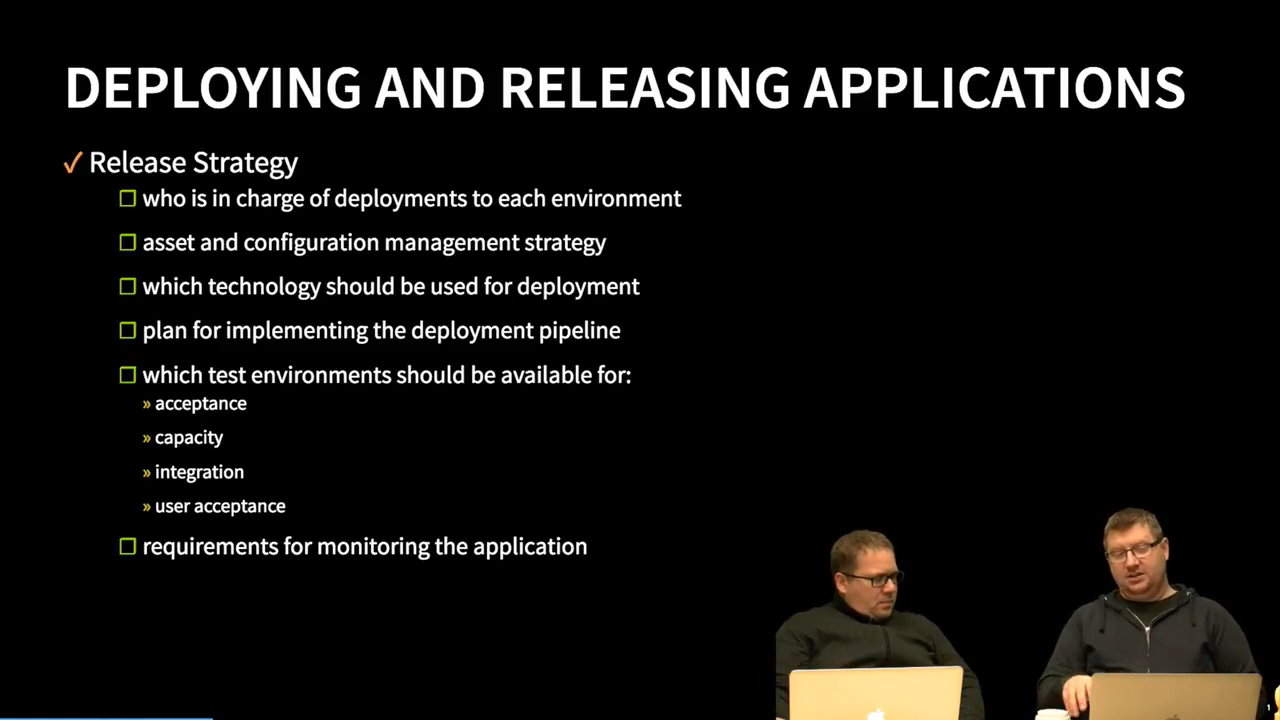 DEPLOYING AND RELEASING APPLICATIONS
✓ Release Strategy
❐ who is in charge of deployments to each environment
❐ asset and configuration management strategy
❐ which technology should be used for deployment
❐ plan for implementing the deployment pipeline
❐ which test environments should be available for:
» acceptance
» capacity
» integration
» user acceptance
❐ requirements for monitoring the application
1